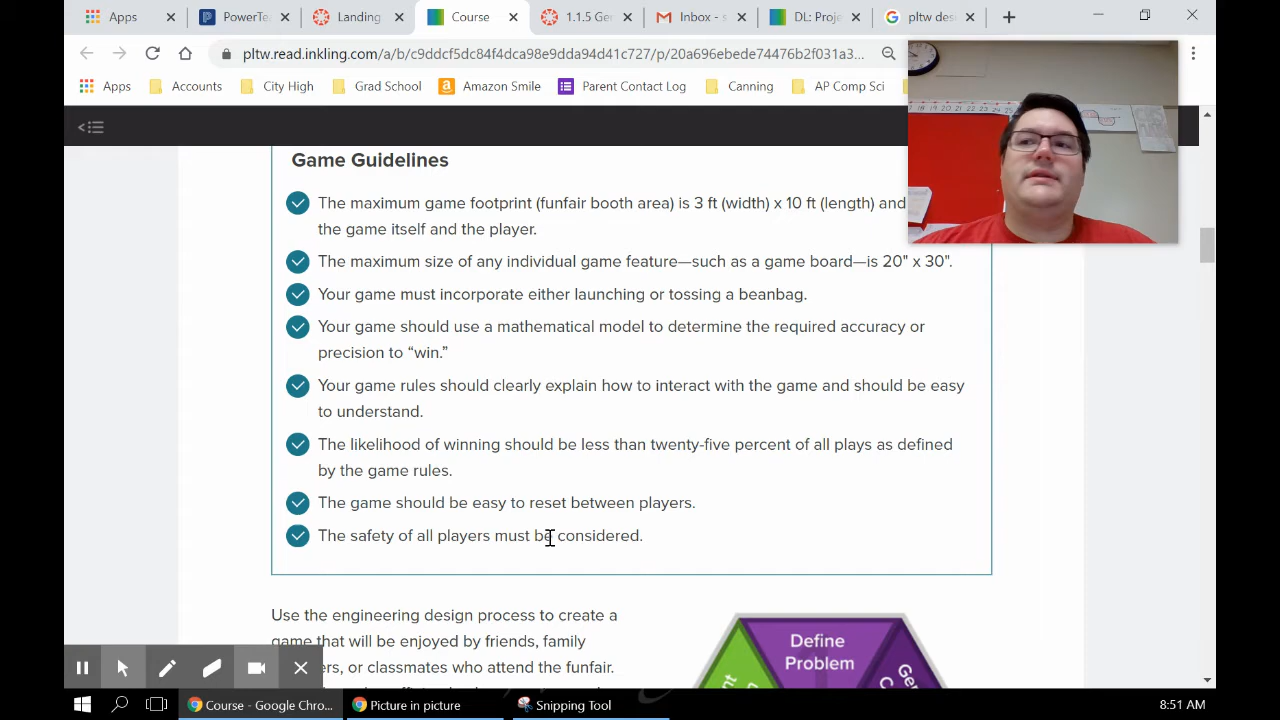 Apps
PowerTe
Landing
Course
1.1.5 Ger
Inbox - s
DL: Proje
pltw des
pltw.read.inkling.com/a/b/c9ddcf5dc84f4dca98e9dda94d41c727/p/20a696ebede74476b2f031a3...
Apps
Accounts
City High
Grad School
Amazon Smile
Parent Contact Log
Canning
AP Comp Sci
Game Guidelines
The maximum game footprint (funfair booth area) is 3 ft (width) x 10 ft (length) and
the game itself and the player.
The maximum size of any individual game feature—such as a game board—is 20" x 30".
Your game must incorporate either launching or tossing a beanbag.
Your game should use a mathematical model to determine the required accuracy or
precision to “win.”
Your game rules should clearly explain how to interact with the game and should be easy
to understand.
The likelihood of winning should be less than twenty-five percent of all plays as defined
by the game rules.
The game should be easy to reset between players.
The safety of all players must be considered.
Use the engineering design process to create a
game that will be enjoyed by friends, family
ers, or classmates who attend the funfair.
Define
Problem
Course - Google Chro...
Picture in picture
Snipping Tool
8:51 AM